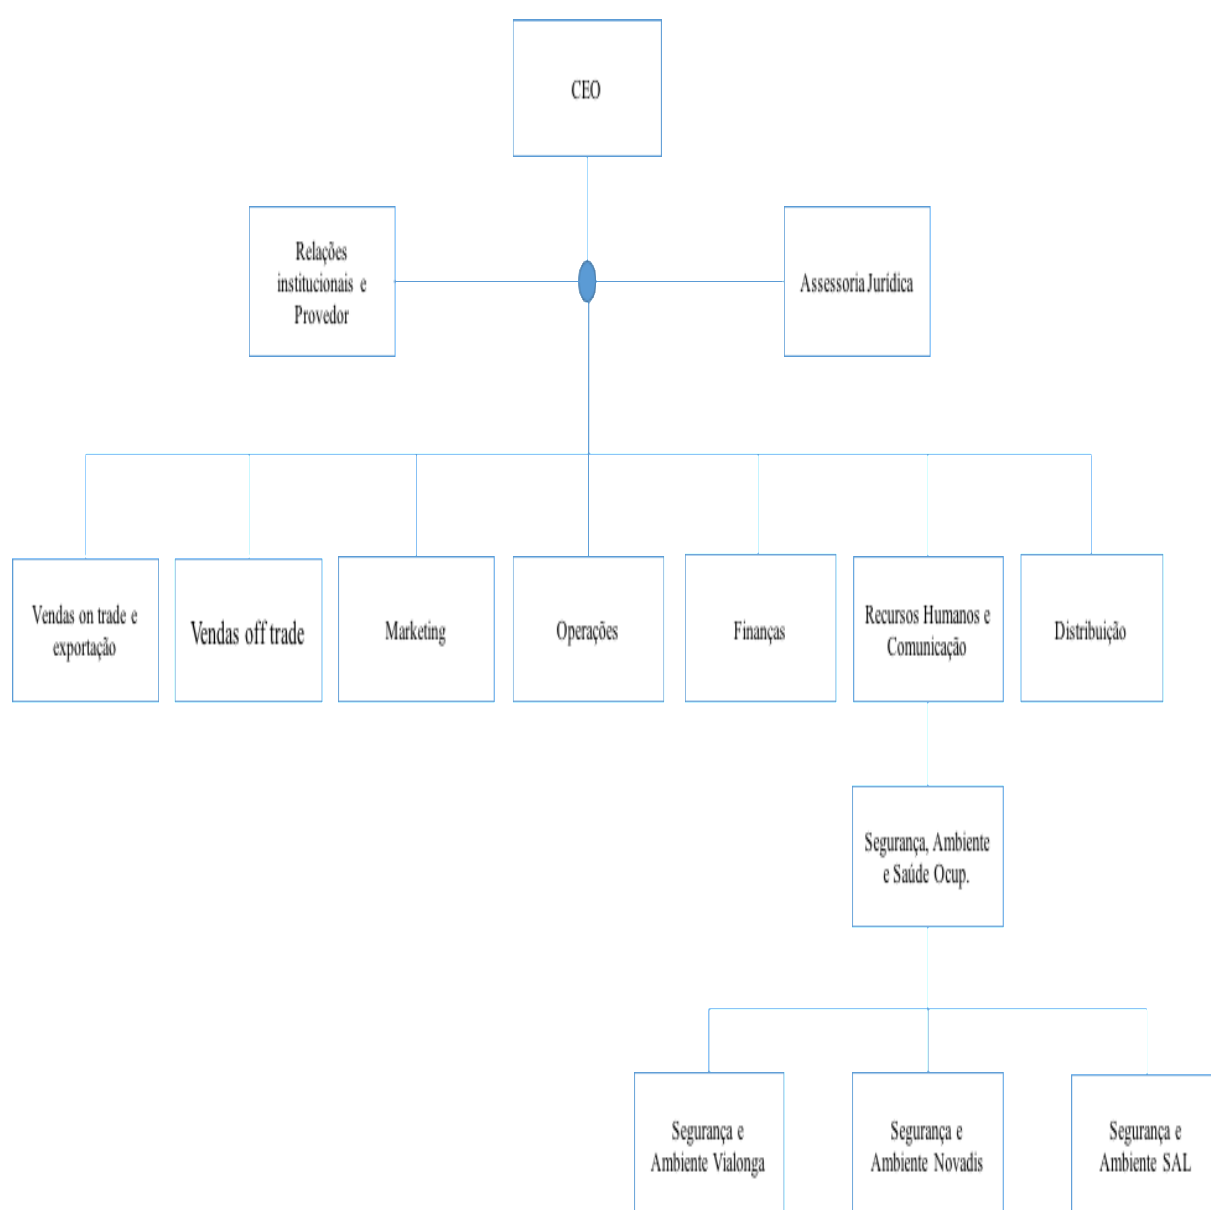 CEO
Relações
institucionais e
Provedor
Assessoria Jurídica
Vendas on trade e
exportação
Vendas off trade
Marketing
Operações
Finanças
Recursos Humanos e
Comunicação
Distribuição
Segurança, Ambiente
e Saúde Ocup.
Segurança e
Ambiente Vialonga
Segurança e
Ambiente Novadis
Segurança e
Ambiente SAL